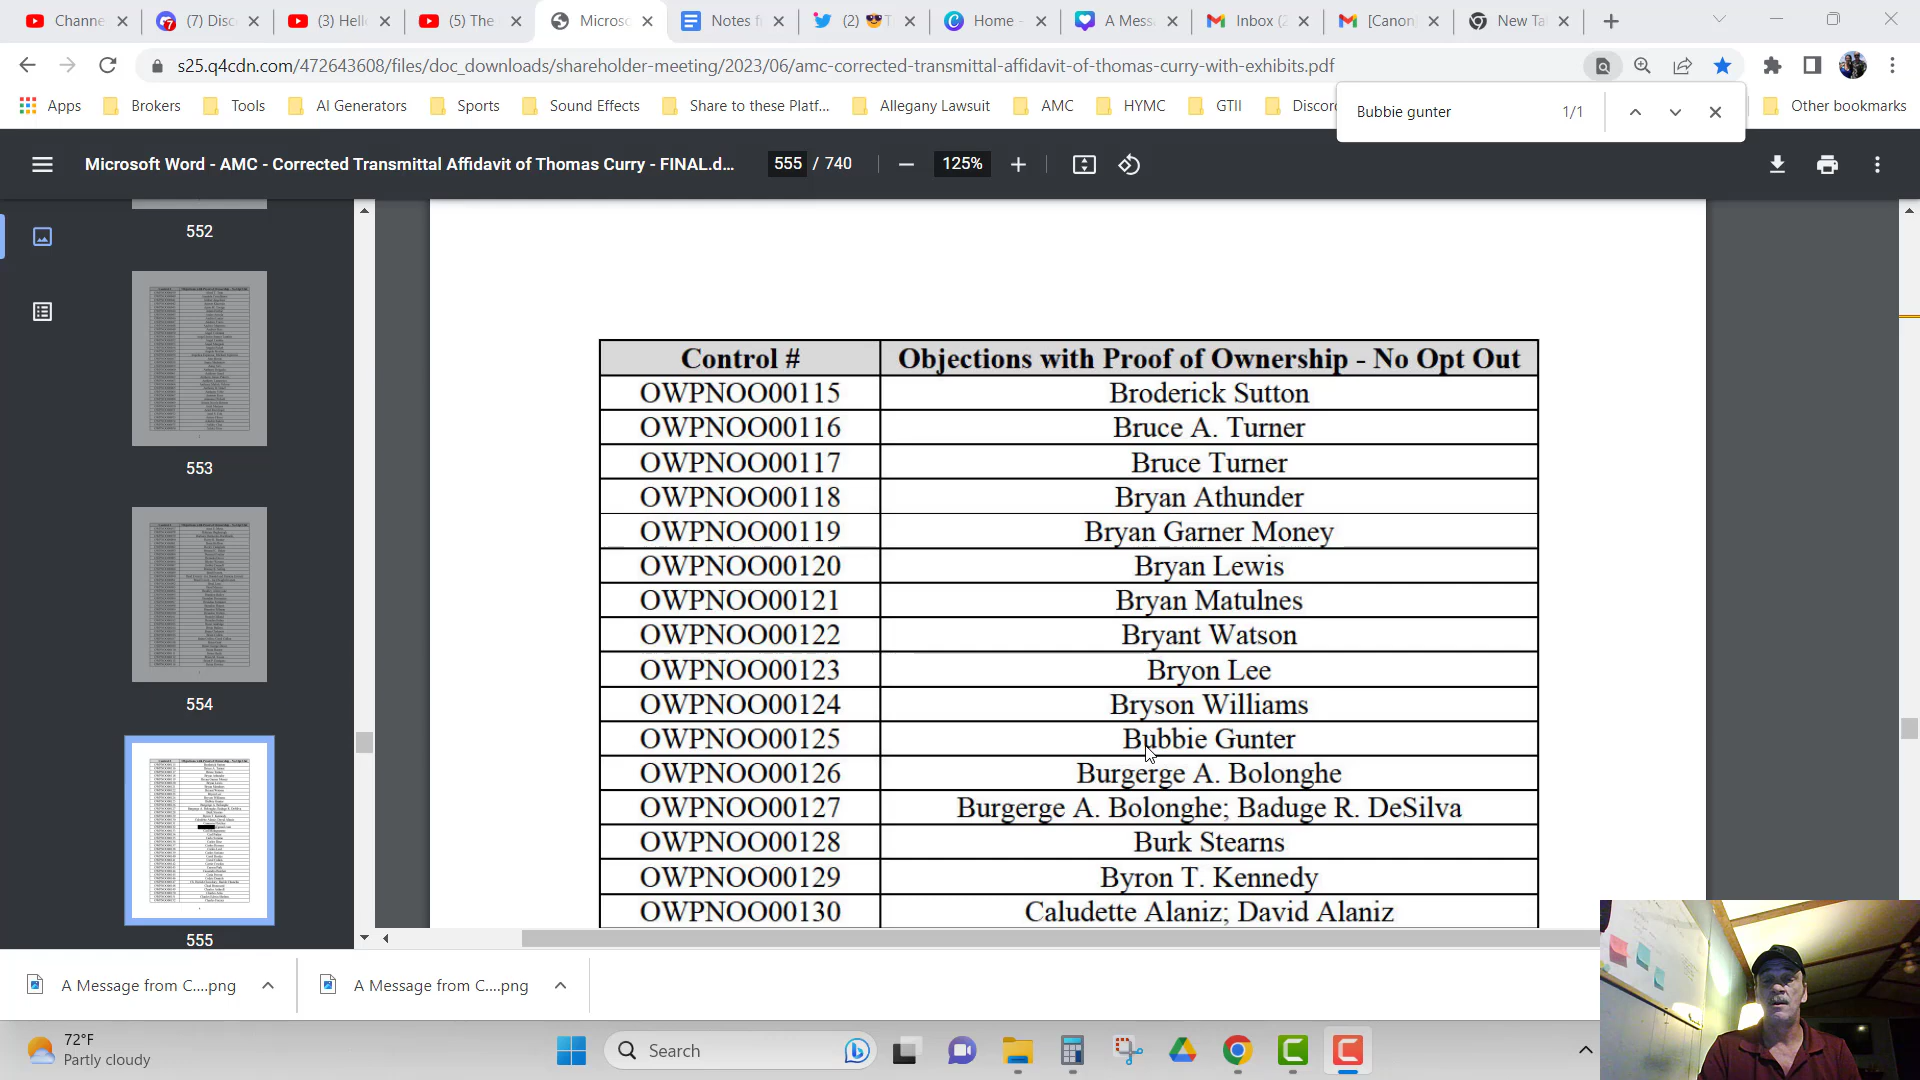 Channe
(7) Disc
(3) Hell
(5) The
Micros
Notes f
(2) 😎 T
Home -
A Mess
Inbox (2
[Canon
New Ta
s25.q4cdn.com/472643608/files/doc_downloads/shareholder-meeting/2023/06/amc-corrected-transmittal-affidavit-of-thomas-curry-with-exhibits.pdf
Apps Brokers Tools AI Generators Sports Sound Effects Share to these Platf... Allegany Lawsuit AMC HYMC GTII Discor Other bookmarks
Bubbie gunter 1/1
Microsoft Word - AMC - Corrected Transmittal Affidavit of Thomas Curry - FINAL.d... 555 / 740 125%
552
553
554
555
Control # Objections with Proof of Ownership - No Opt Out
OWPNOO00115 Broderick Sutton
OWPNOO00116 Bruce A. Turner
OWPNOO00117 Bruce Turner
OWPNOO00118 Bryan Athunder
OWPNOO00119 Bryan Garner Money
OWPNOO00120 Bryan Lewis
OWPNOO00121 Bryan Matulnes
OWPNOO00122 Bryant Watson
OWPNOO00123 Bryon Lee
OWPNOO00124 Bryson Williams
OWPNOO00125 Bubbie Gunter
OWPNOO00126 Burgerge A. Bolonghe
OWPNOO00127 Burgerge A. Bolonghe; Baduge R. DeSilva
OWPNOO00128 Burk Stearns
OWPNOO00129 Byron T. Kennedy
OWPNOO00130 Caludette Alaniz; David Alaniz
A Message from C....png
A Message from C....png
72°F
Partly cloudy
Search